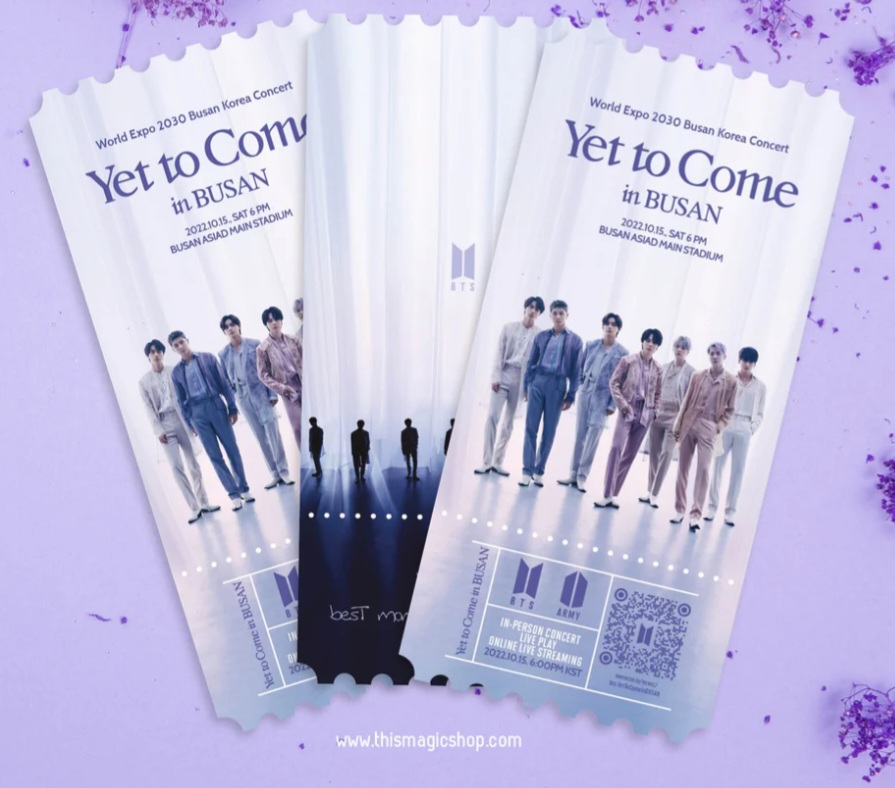 World Expo 2030 Busan Korea Concert
Yet to Come
in BUSAN
2022.10.15., SAT 6 PM
BUSAN ASIAD MAIN STADIUM
Yet to Come in BUSAN
BTS
best
World Expo 2030 Busan Korea Concert
Yet to Come
in BUSAN
2022.10.15., SAT 6 PM
BUSAN ASIAD MAIN STADIUM
Yet to Come in BUSAN
BTS
ARMY
IN-PERSON CONCERT
LIVE PLAY
ONLINE LIVE STREAMING
2022.10.15. 6:00PM KST
www.thismagicshop.com